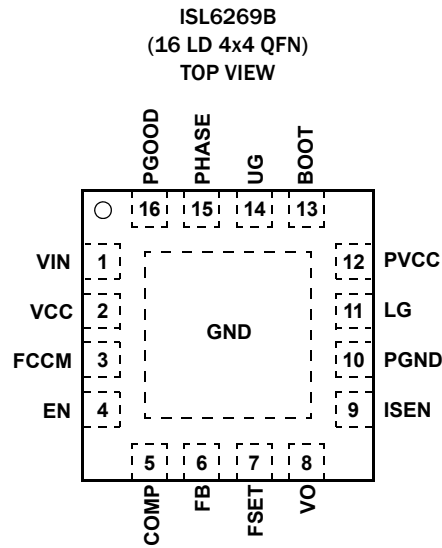 ISL6269B
(16 LD 4x4 QFN)
TOP VIEW
PGOOD
PHASE
UG
BOOT
16 15 14 13
VIN 1
VCC 2
FCCM 3
EN 4
GND
12 PVCC
11 LG
10 PGND
9 ISEN
5 6 7 8
COMP
FB
FSET
VO